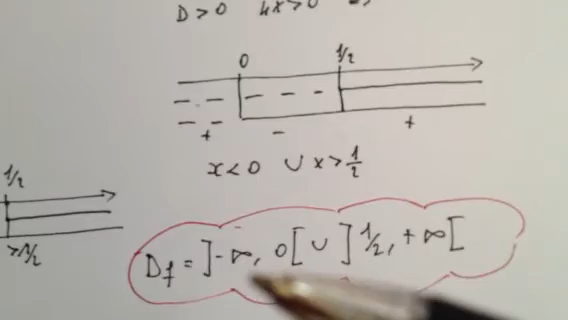 D > 0 4x > 0
0 1/2
- - - - -
- -
+ - +
x < 0 ∪ x > 1/2
1/2
> 1/2
D_f = ]-∞, 0[ ∪ ]1/2, +∞[